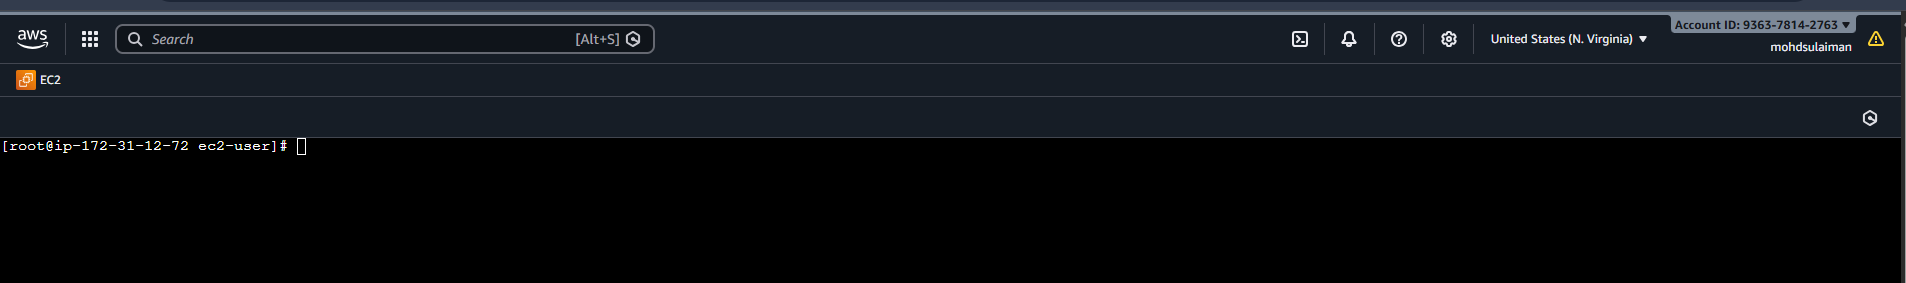 aws
Search [Alt+S]
United States (N. Virginia)
Account ID: 9363-7814-2763
mohdsulaiman
EC2
[root@ip-172-31-12-72 ec2-user]#